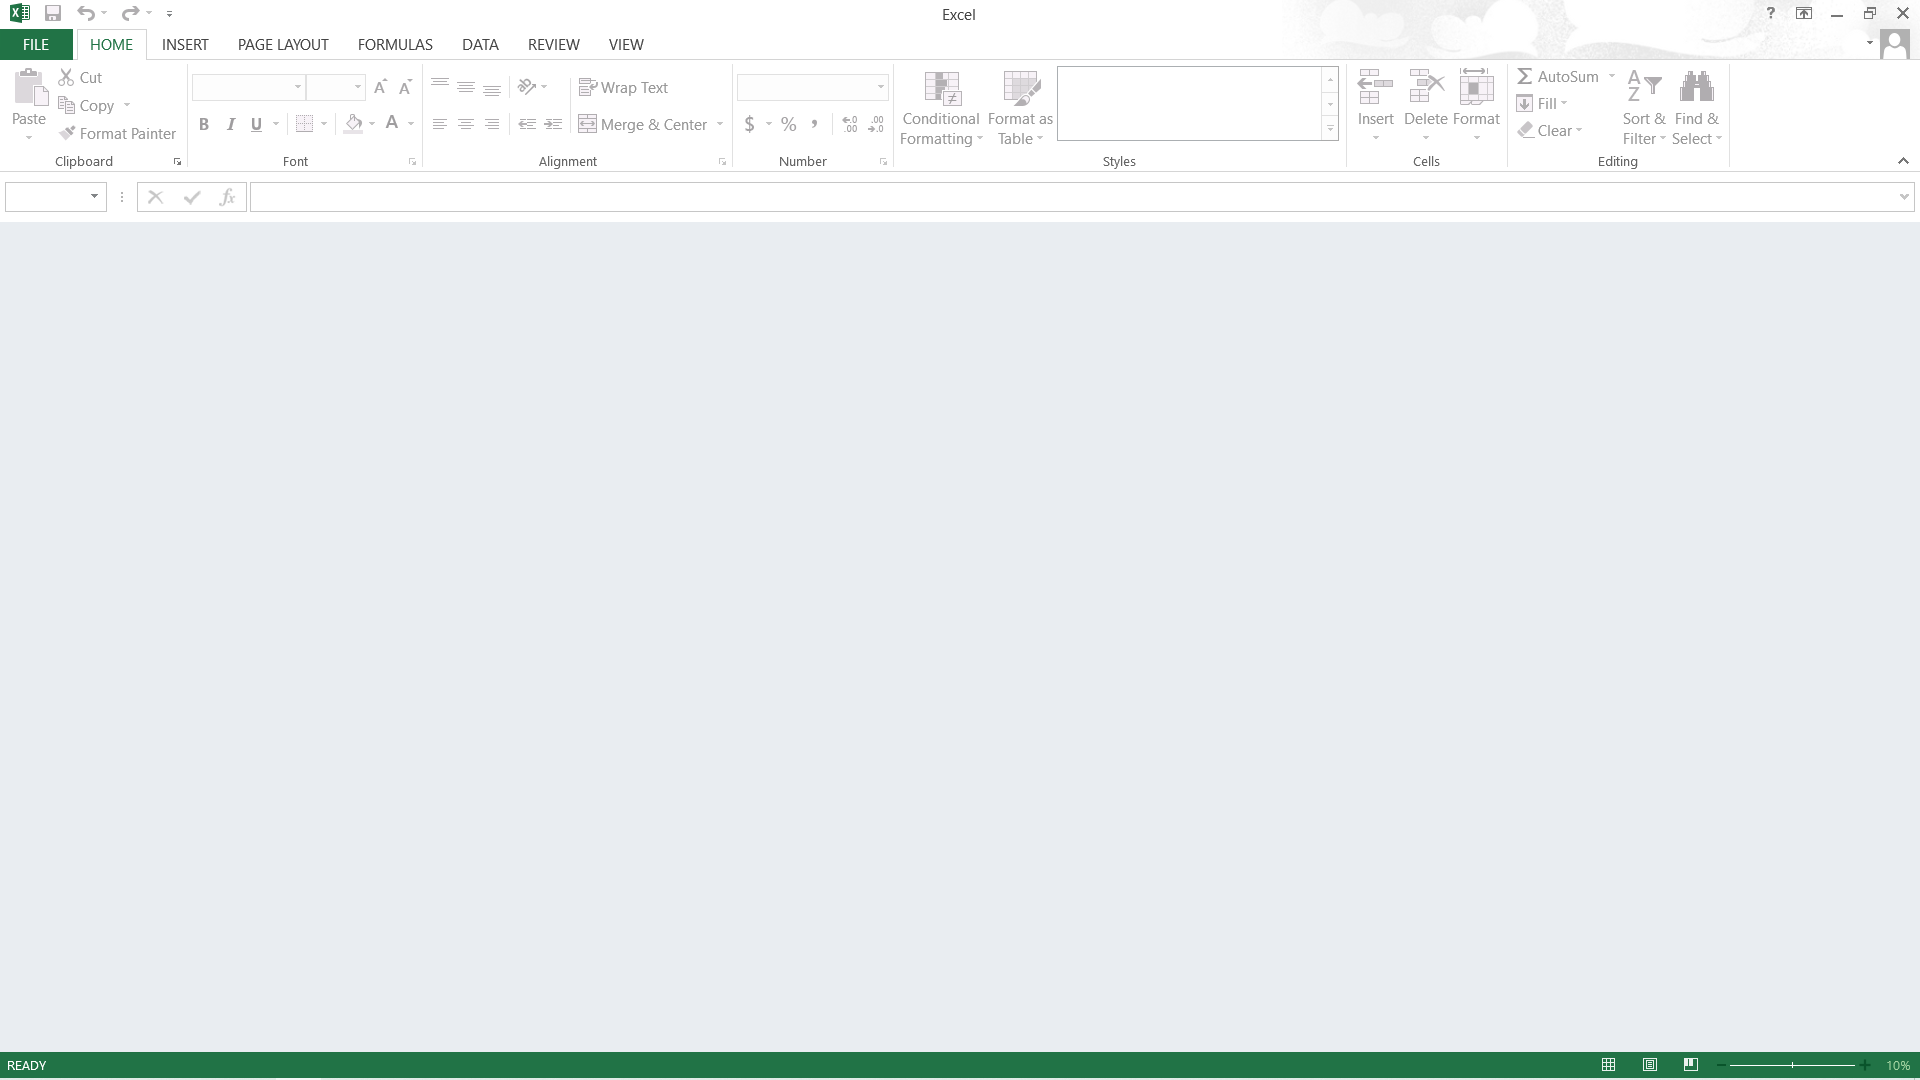 Excel
FILE HOME INSERT PAGE LAYOUT FORMULAS DATA REVIEW VIEW
Paste
Cut
Copy
Format Painter
Clipboard
B I U A
Font
Wrap Text
Merge & Center
Alignment
$ % ,
Number
Conditional Formatting
Format as Table
Styles
Insert
Delete
Format
Cells
AutoSum
Fill
Clear
Sort & Filter
Find & Select
Editing
fx
READY
10%